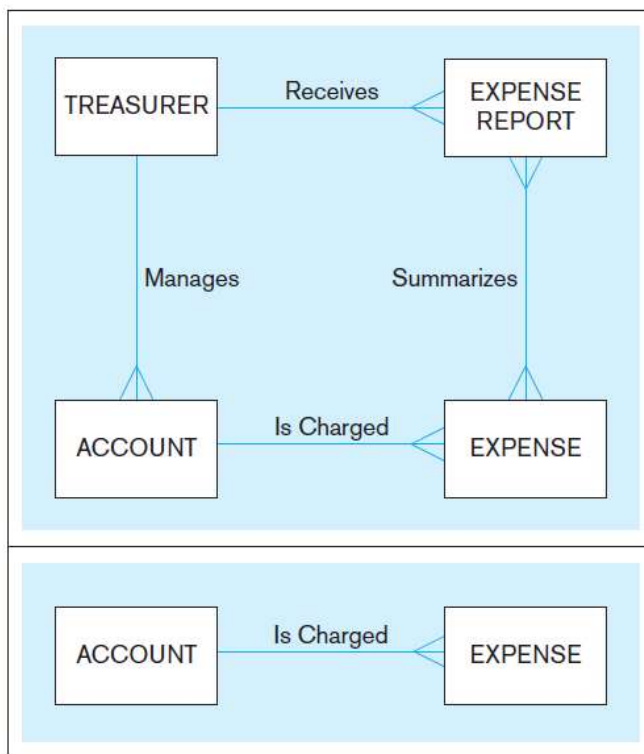 TREASURER
Receives
EXPENSE
REPORT
Manages
Summarizes
ACCOUNT
Is Charged
EXPENSE
ACCOUNT
Is Charged
EXPENSE